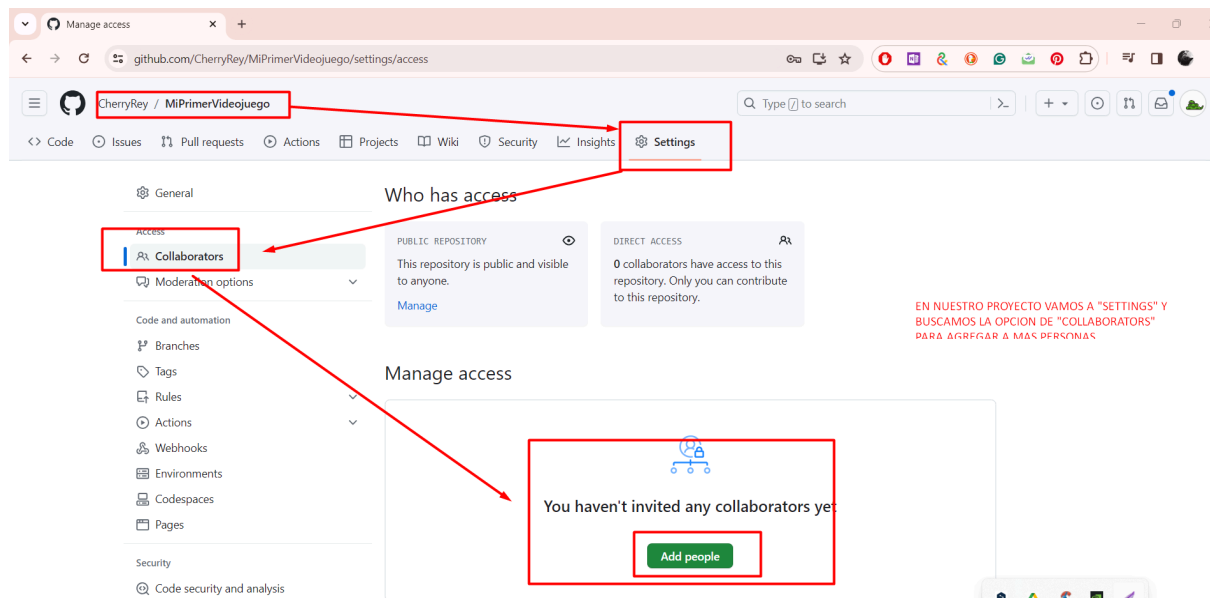 Manage access
github.com/CherryRey/MiPrimerVideojuego/settings/access
CherryRey / MiPrimerVideojuego
Type / to search
Code Issues Pull requests Actions Projects Wiki Security Insights Settings
General
Access
Collaborators
Moderation options
Code and automation
Branches
Tags
Rules
Actions
Webhooks
Environments
Codespaces
Pages
Security
Code security and analysis
Who has access
PUBLIC REPOSITORY
This repository is public and visible
to anyone.
Manage
DIRECT ACCESS
0 collaborators have access to this
repository. Only you can contribute
to this repository.
EN NUESTRO PROYECTO VAMOS A "SETTINGS" Y
BUSCAMOS LA OPCION DE "COLLABORATORS"
PARA AGREGAR A MAS PERSONAS
Manage access
You haven't invited any collaborators yet
Add people